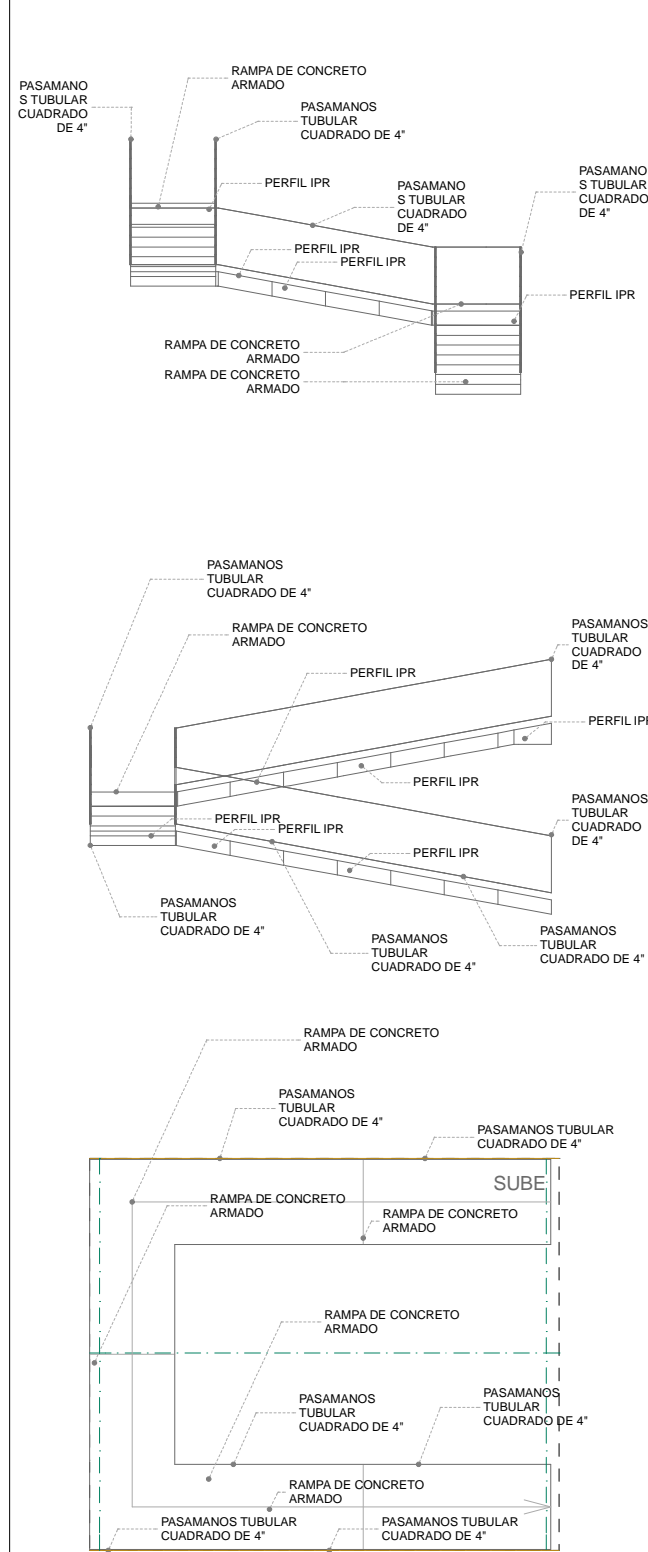 RAMPA DE CONCRETO
ARMADO
PASAMANO
S TUBULAR
CUADRADO
DE 4"
PASAMANOS
TUBULAR
CUADRADO DE 4"
PERFIL IPR
PASAMANO
S TUBULAR
CUADRADO
DE 4"
PASAMANO
S TUBULAR
CUADRADO
DE 4"
PERFIL IPR
PERFIL IPR
PERFIL IPR
RAMPA DE CONCRETO
ARMADO
RAMPA DE CONCRETO
ARMADO
PASAMANOS
TUBULAR
CUADRADO DE 4"
RAMPA DE CONCRETO
ARMADO
PASAMANOS
TUBULAR
CUADRADO
DE 4"
PERFIL IPR
PERFIL IPR
PERFIL IPR
PASAMANOS
TUBULAR
CUADRADO
DE 4"
PERFIL IPR
PERFIL IPR
PERFIL IPR
PASAMANOS
TUBULAR
CUADRADO DE 4"
PASAMANOS
TUBULAR
CUADRADO DE 4"
PASAMANOS
TUBULAR
CUADRADO DE 4"
RAMPA DE CONCRETO
ARMADO
PASAMANOS
TUBULAR
CUADRADO DE 4"
PASAMANOS TUBULAR
CUADRADO DE 4"
SUBE
RAMPA DE CONCRETO
ARMADO
RAMPA DE CONCRETO
ARMADO
RAMPA DE CONCRETO
ARMADO
PASAMANOS
TUBULAR
CUADRADO DE 4"
PASAMANOS
TUBULAR
CUADRADO DE 4"
RAMPA DE CONCRETO
ARMADO
PASAMANOS TUBULAR
CUADRADO DE 4"
PASAMANOS TUBULAR
CUADRADO DE 4"